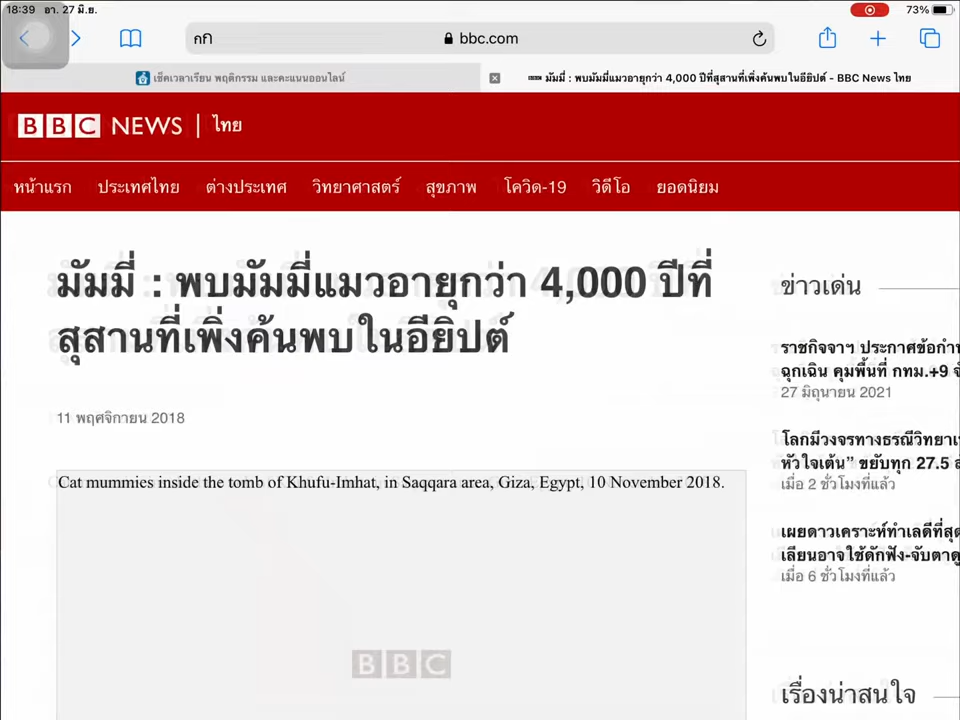 18:39 อา. 27 มิ.ย.
73%
กก
bbc.com
เช็คเวลาเรียน พฤติกรรม และคะแนนออนไลน์
BBC NEWS มัมมี่ : พบมัมมี่แมวอายุกว่า 4,000 ปีที่สุสานที่เพิ่งค้นพบในอียิปต์ - BBC News ไทย
BBC NEWS | ไทย
หน้าแรก ประเทศไทย ต่างประเทศ วิทยาศาสตร์ สุขภาพ โควิด-19 วิดีโอ ยอดนิยม
มัมมี่ : พบมัมมี่แมวอายุกว่า 4,000 ปีที่
สุสานที่เพิ่งค้นพบในอียิปต์
11 พฤศจิกายน 2018
Cat mummies inside the tomb of Khufu-Imhat, in Saqqara area, Giza, Egypt, 10 November 2018.
BBC
ข่าวเด่น
ราชกิจจาฯ ประกาศข้อกำห
ฉุกเฉิน คุมพื้นที่ กทม.+9 จั
27 มิถุนายน 2021
โลกมีวงจรทางธรณีวิทยาเ
หัวใจเต้น” ขยับทุก 27.5 ล
เมื่อ 2 ชั่วโมงที่แล้ว
เผยดาวเคราะห์ทำเลดีที่สุด
เลียนอาจใช้ดักฟัง-จับตาดู
เมื่อ 6 ชั่วโมงที่แล้ว
เรื่องน่าสนใจ